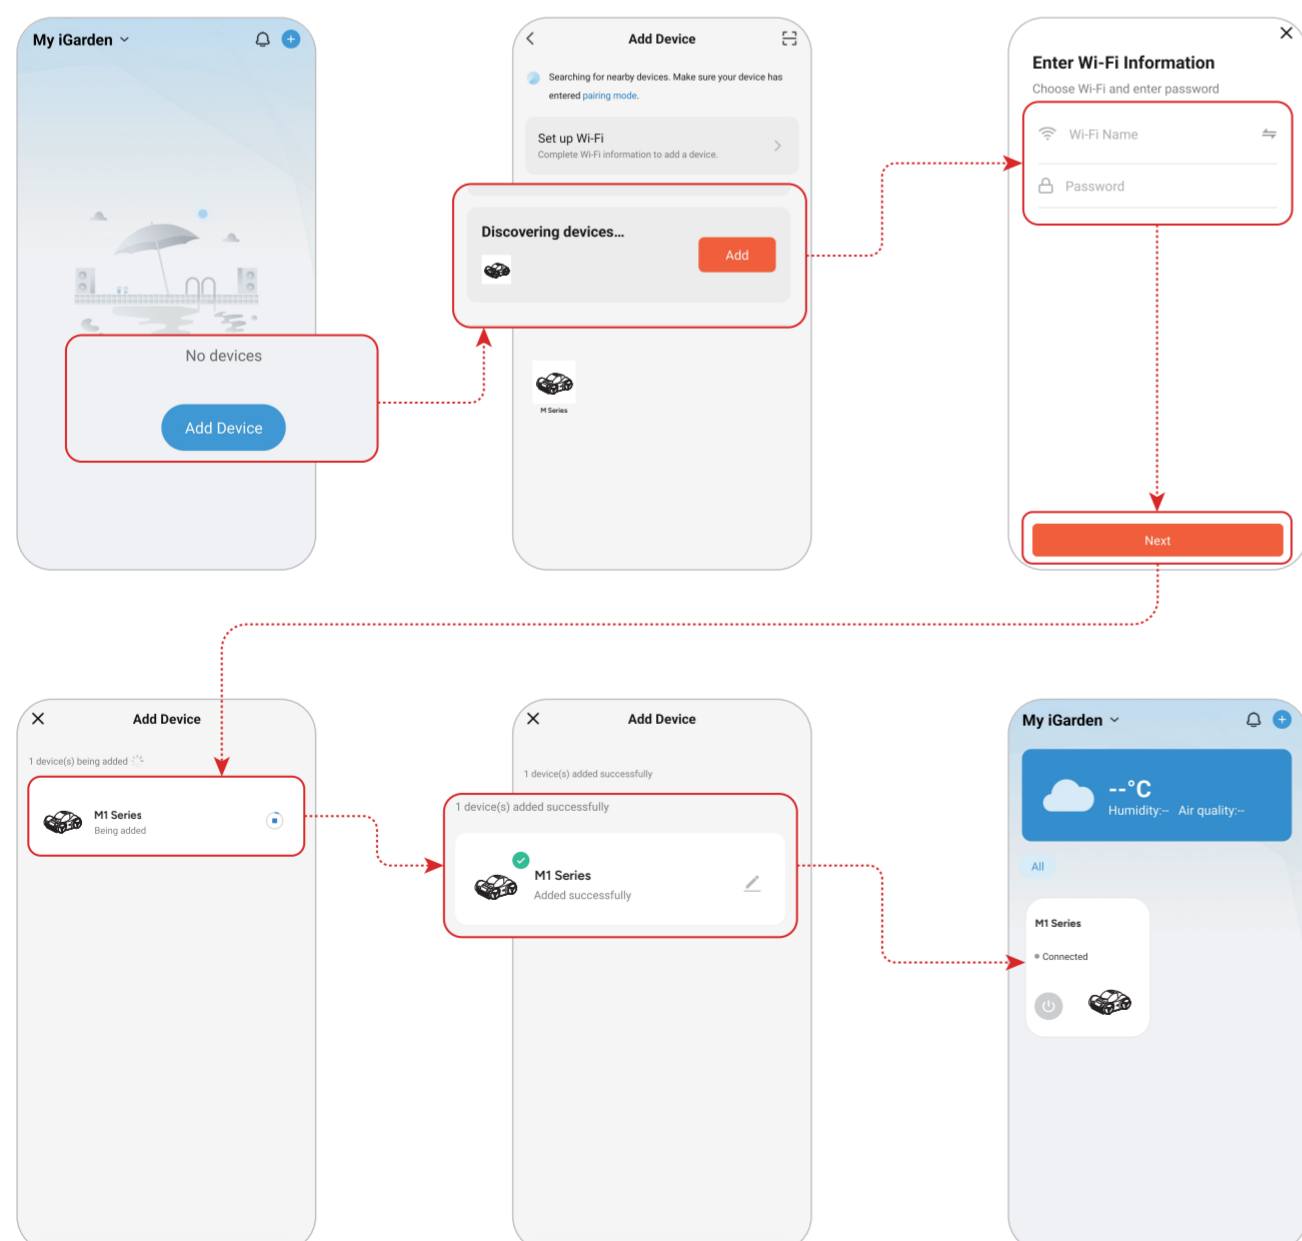 My iGarden
No devices
Add Device
Add Device
Searching for nearby devices. Make sure your device has
entered pairing mode.
Set up Wi-Fi
Complete Wi-Fi information to add a device.
Discovering devices...
Add
M Series
Enter Wi-Fi Information
Choose Wi-Fi and enter password
Wi-Fi Name
Password
Next
Add Device
1 device(s) being added
M1 Series
Being added
Add Device
1 device(s) added successfully
1 device(s) added successfully
M1 Series
Added successfully
My iGarden
--°C
Humidity:-- Air quality:--
All
M1 Series
Connected